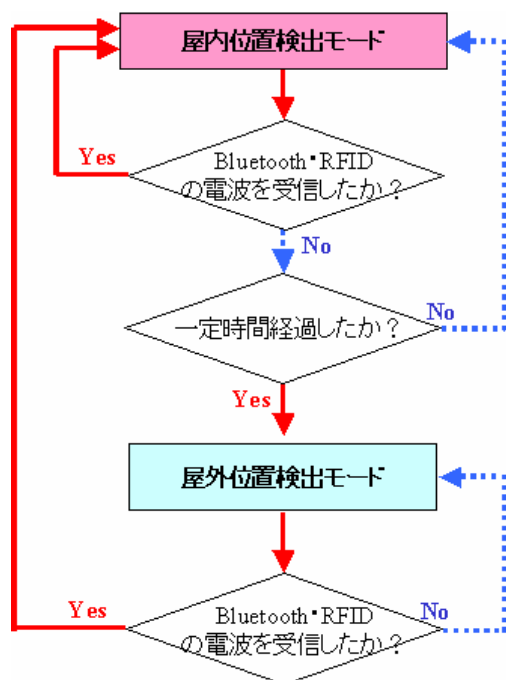 屋内位置検出モード
Yes
Bluetooth・RFID
の電波を受信したか？
No
一定時間経過したか？
No
Yes
屋外位置検出モード
Yes
Bluetooth・RFID
の電波を受信したか？
No